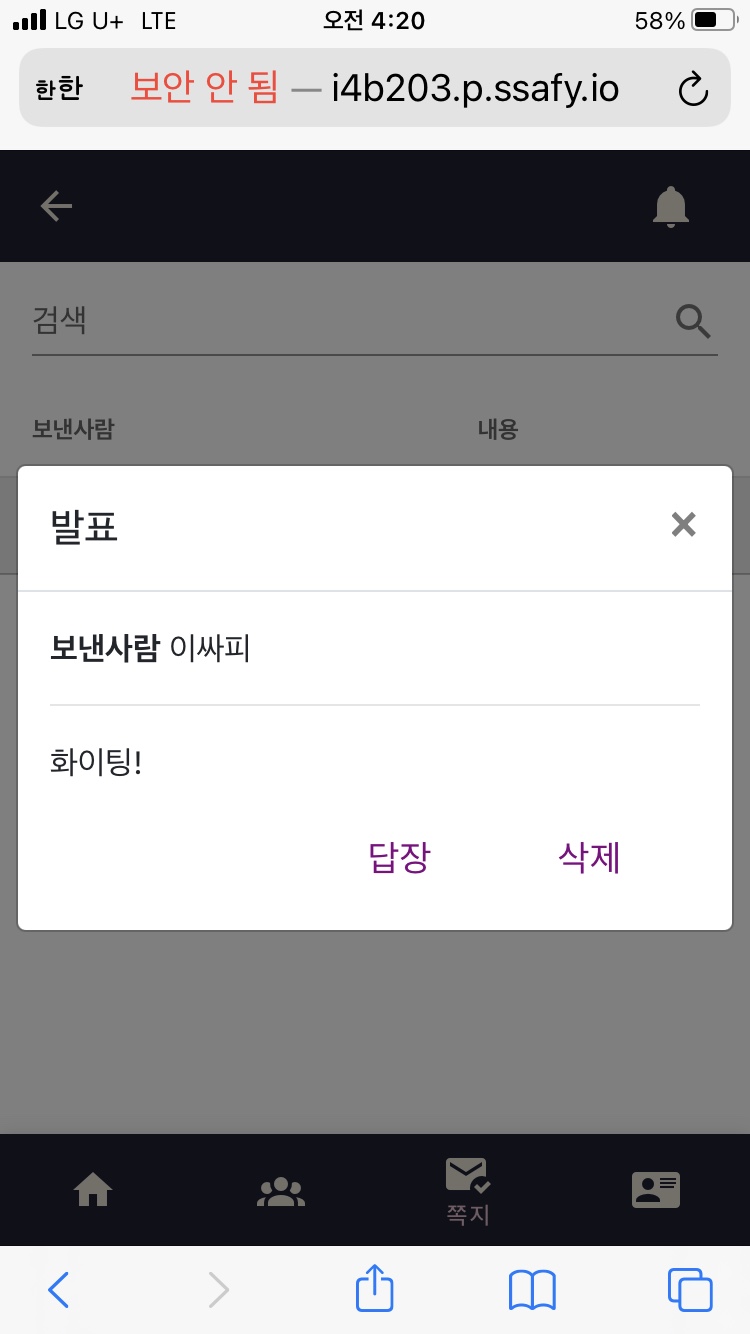 LG U+ LTE 오전 4:20 58%
한한 보안 안 됨 — i4b203.p.ssafy.io
검색
보낸사람 내용
발표 ×
보낸사람 이싸피
화이팅!
답장 삭제
쪽지